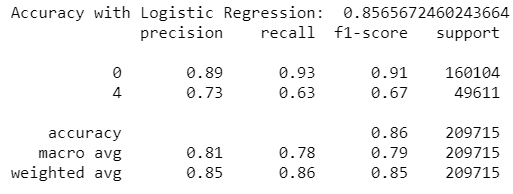 Accuracy with Logistic Regression: 0.8565672460243664
precision recall f1-score support
0 0.89 0.93 0.91 160104
4 0.73 0.63 0.67 49611
accuracy 0.86 209715
macro avg 0.81 0.78 0.79 209715
weighted avg 0.85 0.86 0.85 209715